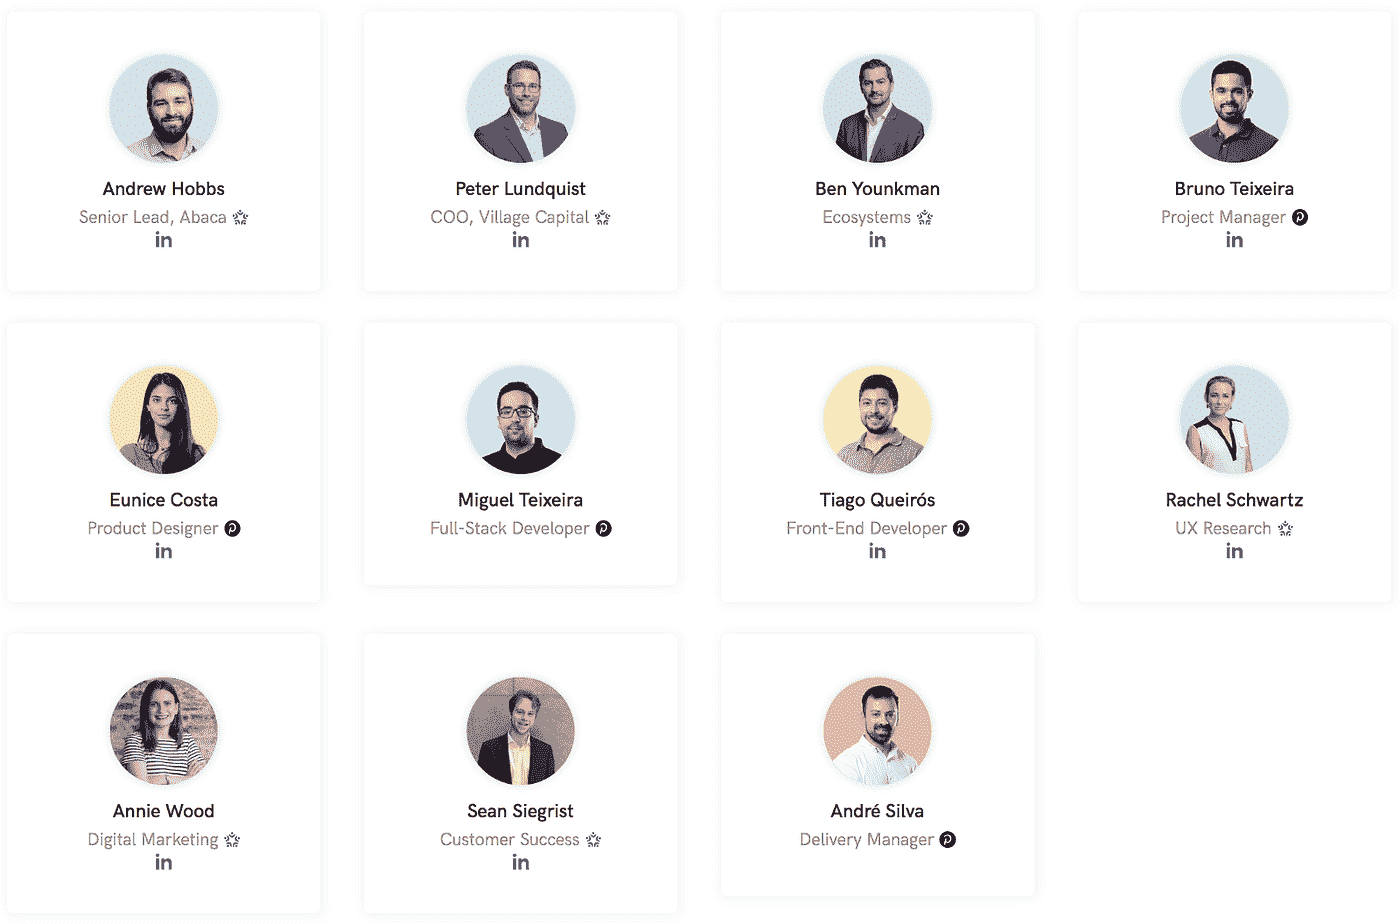 Andrew Hobbs
Senior Lead, Abaca
in
Peter Lundquist
COO, Village Capital
in
Ben Younkman
Ecosystems
in
Bruno Teixeira
Project Manager
in
Eunice Costa
Product Designer
in
Miguel Teixeira
Full-Stack Developer
Tiago Queirós
Front-End Developer
in
Rachel Schwartz
UX Research
in
Annie Wood
Digital Marketing
in
Sean Siegrist
Customer Success
in
André Silva
Delivery Manager